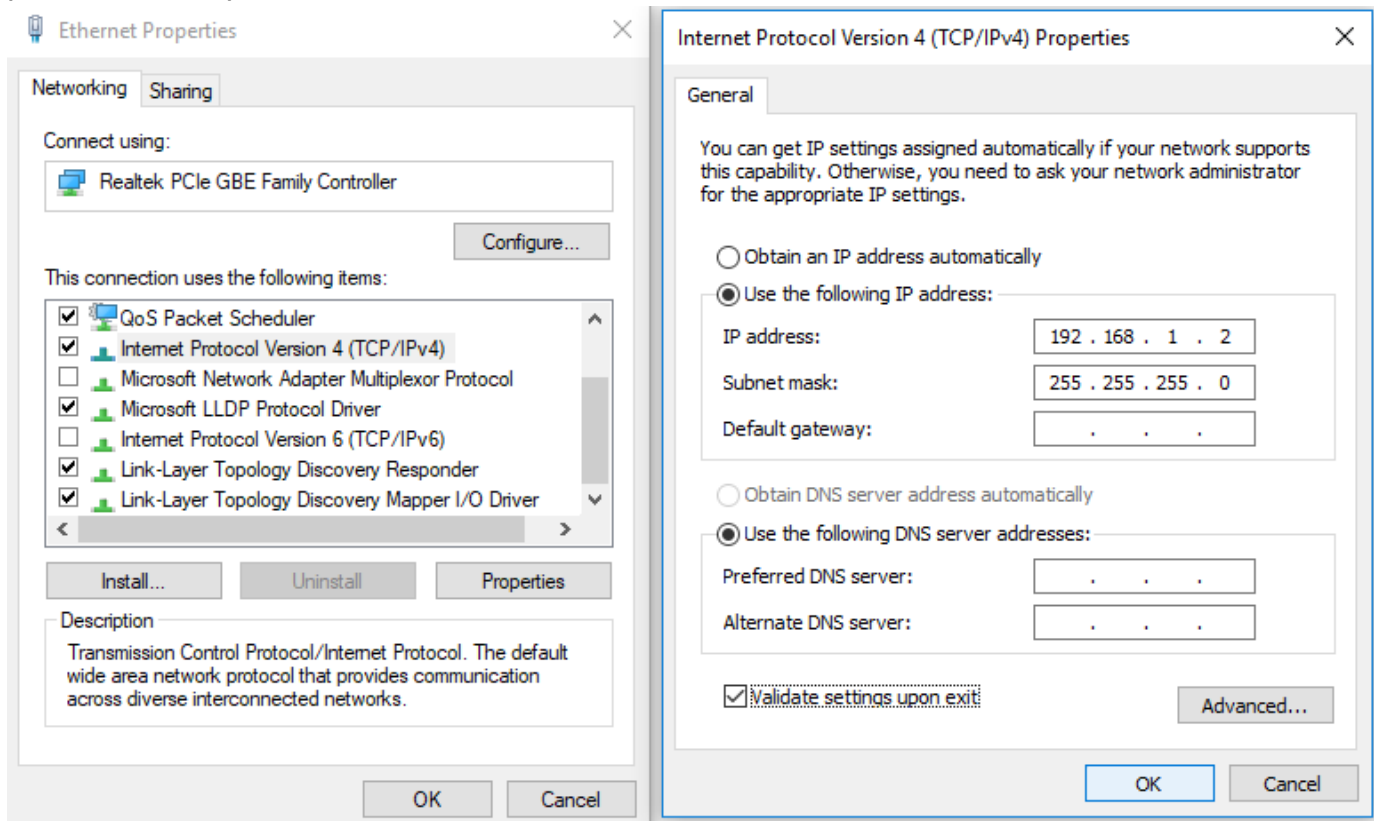 Ethernet Properties
Networking
Sharing
Connect using:
Realtek PCIe GBE Family Controller
Configure...
This connection uses the following items:
QoS Packet Scheduler
Internet Protocol Version 4 (TCP/IPv4)
Microsoft Network Adapter Multiplexor Protocol
Microsoft LLDP Protocol Driver
Internet Protocol Version 6 (TCP/IPv6)
Link-Layer Topology Discovery Responder
Link-Layer Topology Discovery Mapper I/O Driver
Install...
Uninstall
Properties
Description
Transmission Control Protocol/Internet Protocol. The default
wide area network protocol that provides communication
across diverse interconnected networks.
OK
Cancel
Internet Protocol Version 4 (TCP/IPv4) Properties
General
You can get IP settings assigned automatically if your network supports
this capability. Otherwise, you need to ask your network administrator
for the appropriate IP settings.
Obtain an IP address automatically
Use the following IP address:
IP address: 192 . 168 . 1 . 2
Subnet mask: 255 . 255 . 255 . 0
Default gateway: . . .
Obtain DNS server address automatically
Use the following DNS server addresses:
Preferred DNS server: . . .
Alternate DNS server: . . .
Validate settings upon exit
Advanced...
OK
Cancel